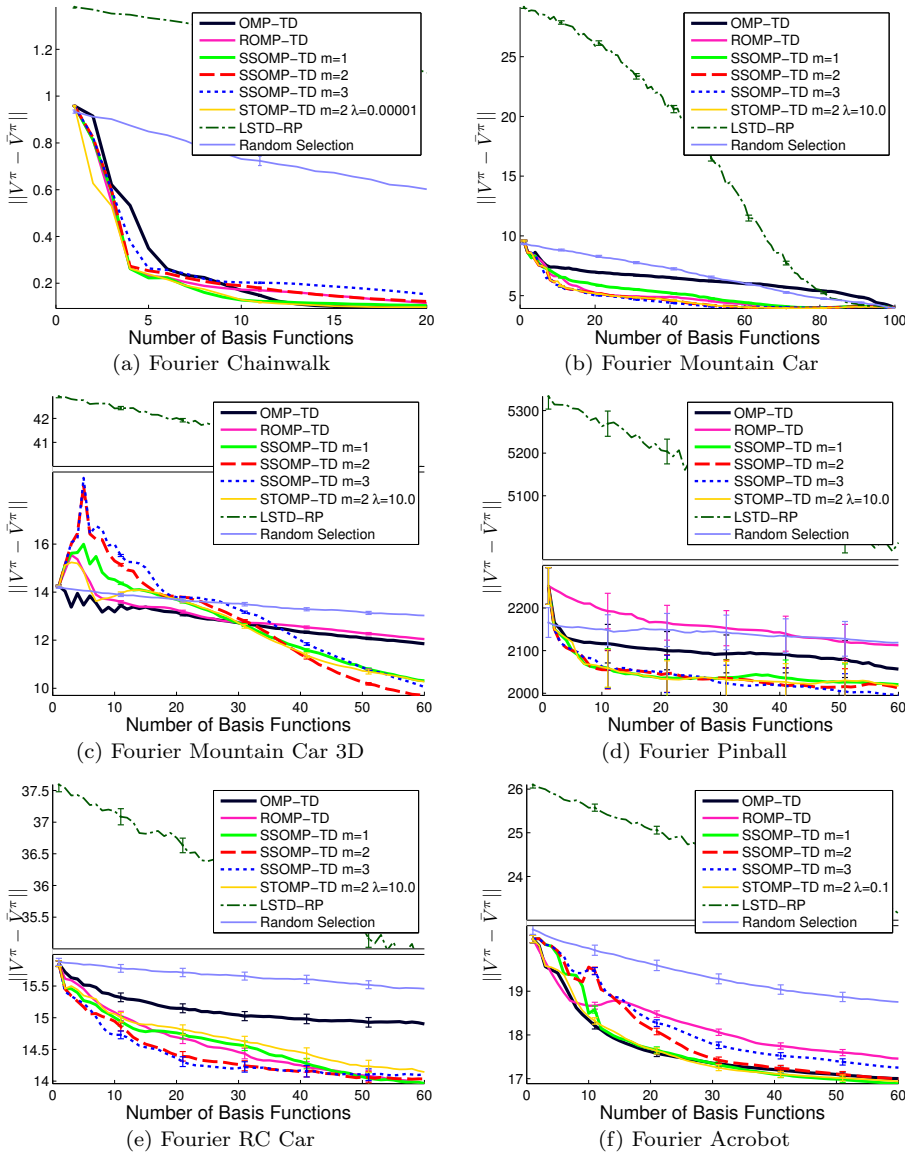 ||V^π − V̄^π||
1.2
1
0.8
0.6
0.4
0.2
0
5
10
15
20
OMP−TD
ROMP−TD
SSOMP−TD m=1
SSOMP−TD m=2
SSOMP−TD m=3
STOMP−TD m=2 λ=0.00001
LSTD−RP
Random Selection
Number of Basis Functions
(a) Fourier Chainwalk
||V^π − V̄^π||
25
20
15
10
5
0
20
40
60
80
100
OMP−TD
ROMP−TD
SSOMP−TD m=1
SSOMP−TD m=2
SSOMP−TD m=3
STOMP−TD m=2 λ=10.0
LSTD−RP
Random Selection
Number of Basis Functions
(b) Fourier Mountain Car
||V^π − V̄^π||
42
41
16
14
12
10
0
10
20
30
40
50
60
OMP−TD
ROMP−TD
SSOMP−TD m=1
SSOMP−TD m=2
SSOMP−TD m=3
STOMP−TD m=2 λ=10.0
LSTD−RP
Random Selection
Number of Basis Functions
(c) Fourier Mountain Car 3D
||V^π − V̄^π||
5300
5200
5100
2200
2100
2000
0
10
20
30
40
50
60
OMP−TD
ROMP−TD
SSOMP−TD m=1
SSOMP−TD m=2
SSOMP−TD m=3
STOMP−TD m=2 λ=10.0
LSTD−RP
Random Selection
Number of Basis Functions
(d) Fourier Pinball
||V^π − V̄^π||
37.5
37
36.5
36
35.5
15.5
15
14.5
14
0
10
20
30
40
50
60
OMP−TD
ROMP−TD
SSOMP−TD m=1
SSOMP−TD m=2
SSOMP−TD m=3
STOMP−TD m=2 λ=10.0
LSTD−RP
Random Selection
Number of Basis Functions
(e) Fourier RC Car
||V^π − V̄^π||
26
25
24
19
18
17
0
10
20
30
40
50
60
OMP−TD
ROMP−TD
SSOMP−TD m=1
SSOMP−TD m=2
SSOMP−TD m=3
STOMP−TD m=2 λ=0.1
LSTD−RP
Random Selection
Number of Basis Functions
(f) Fourier Acrobot